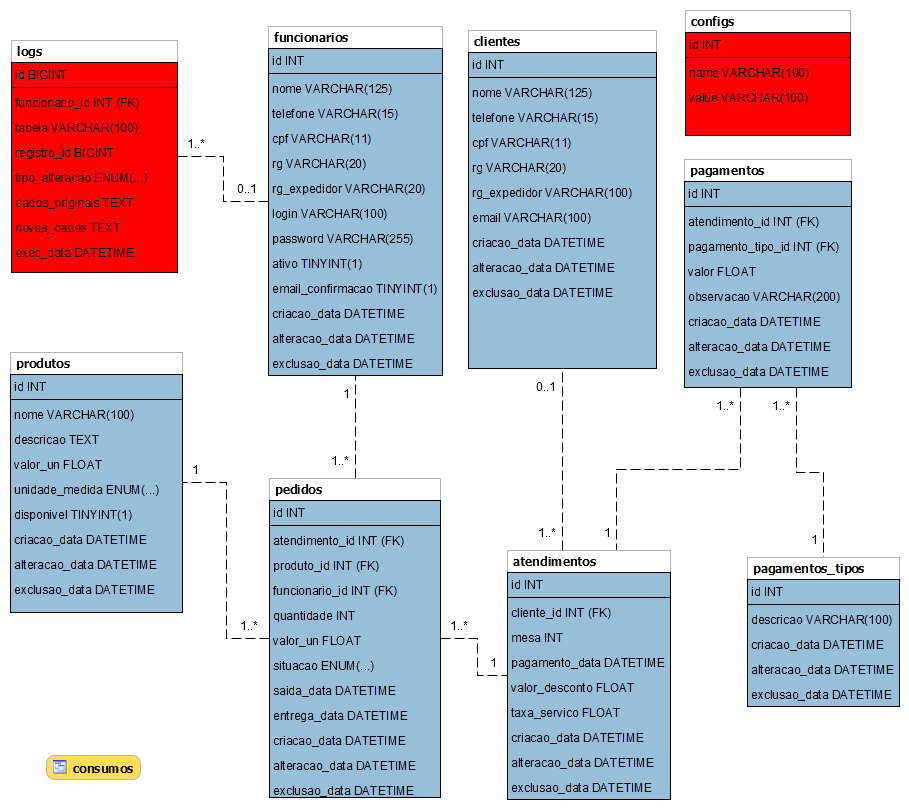 logs
id BIGINT
funcionario_id INT (FK)
tabela VARCHAR(100)
registro_id BIGINT
tipo_alteracao ENUM(...)
dados_originais TEXT
novos_dados TEXT
exec_data DATETIME
1..*
0..1
funcionarios
id INT
nome VARCHAR(125)
telefone VARCHAR(15)
cpf VARCHAR(11)
rg VARCHAR(20)
rg_expedidor VARCHAR(20)
login VARCHAR(100)
password VARCHAR(255)
ativo TINYINT(1)
email_confirmacao TINYINT(1)
criacao_data DATETIME
alteracao_data DATETIME
exclusao_data DATETIME
clientes
id INT
nome VARCHAR(125)
telefone VARCHAR(15)
cpf VARCHAR(11)
rg VARCHAR(20)
rg_expedidor VARCHAR(100)
email VARCHAR(100)
criacao_data DATETIME
alteracao_data DATETIME
exclusao_data DATETIME
configs
id INT
name VARCHAR(100)
value VARCHAR(100)
pagamentos
id INT
atendimento_id INT (FK)
pagamento_tipo_id INT (FK)
valor FLOAT
observacao VARCHAR(200)
criacao_data DATETIME
alteracao_data DATETIME
exclusao_data DATETIME
1
1..*
0..1
1..*
1..*
1..*
1
1
produtos
id INT
nome VARCHAR(100)
descricao TEXT
valor_un FLOAT
unidade_medida ENUM(...)
disponivel TINYINT(1)
criacao_data DATETIME
alteracao_data DATETIME
exclusao_data DATETIME
1
1..*
pedidos
id INT
atendimento_id INT (FK)
produto_id INT (FK)
funcionario_id INT (FK)
quantidade INT
valor_un FLOAT
situacao ENUM(...)
saida_data DATETIME
entrega_data DATETIME
criacao_data DATETIME
alteracao_data DATETIME
exclusao_data DATETIME
1..*
1
atendimentos
id INT
cliente_id INT (FK)
mesa INT
pagamento_data DATETIME
valor_desconto FLOAT
taxa_servico FLOAT
criacao_data DATETIME
alteracao_data DATETIME
exclusao_data DATETIME
pagamentos_tipos
id INT
descricao VARCHAR(100)
criacao_data DATETIME
alteracao_data DATETIME
exclusao_data DATETIME
consumos